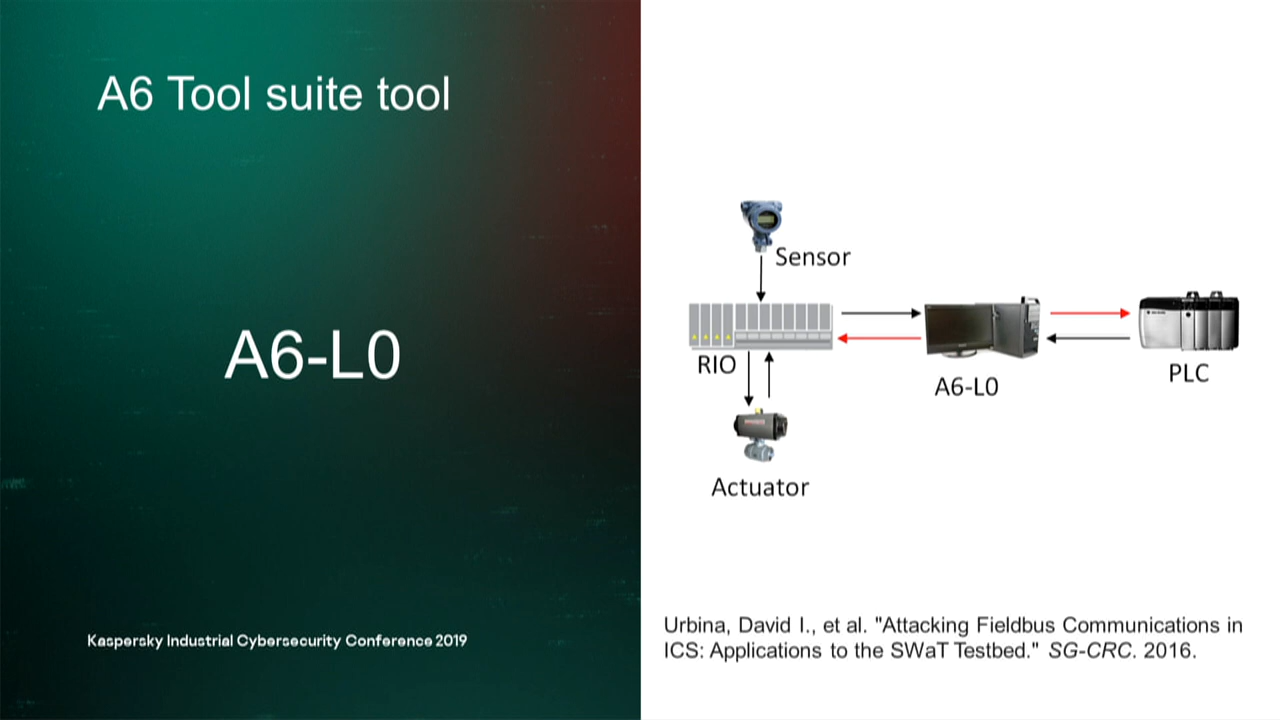 A6 Tool suite tool
A6-L0
Kaspersky Industrial Cybersecurity Conference 2019
Sensor
RIO
A6-L0
PLC
Actuator
Urbina, David I., et al. "Attacking Fieldbus Communications in
ICS: Applications to the SWaT Testbed." SG-CRC. 2016.